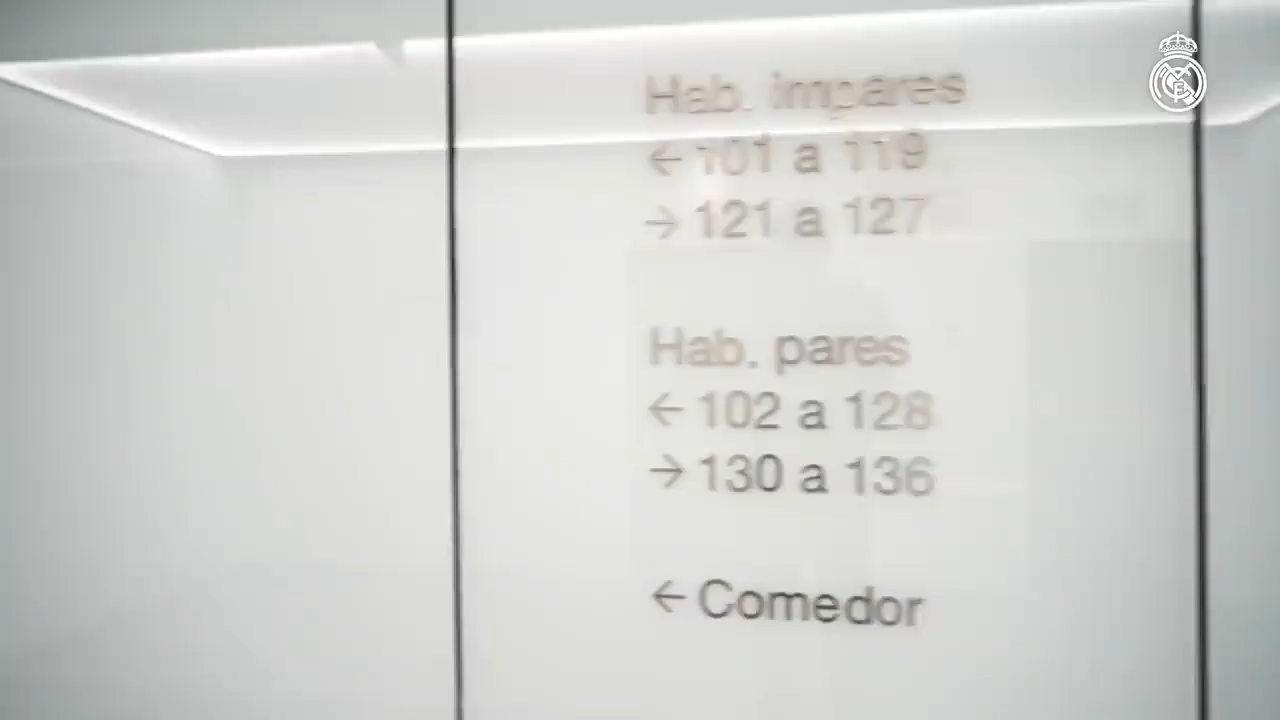 Hab. impares
← 101 a 119
→ 121 a 127
Hab. pares
← 102 a 128
→ 130 a 136
← Comedor